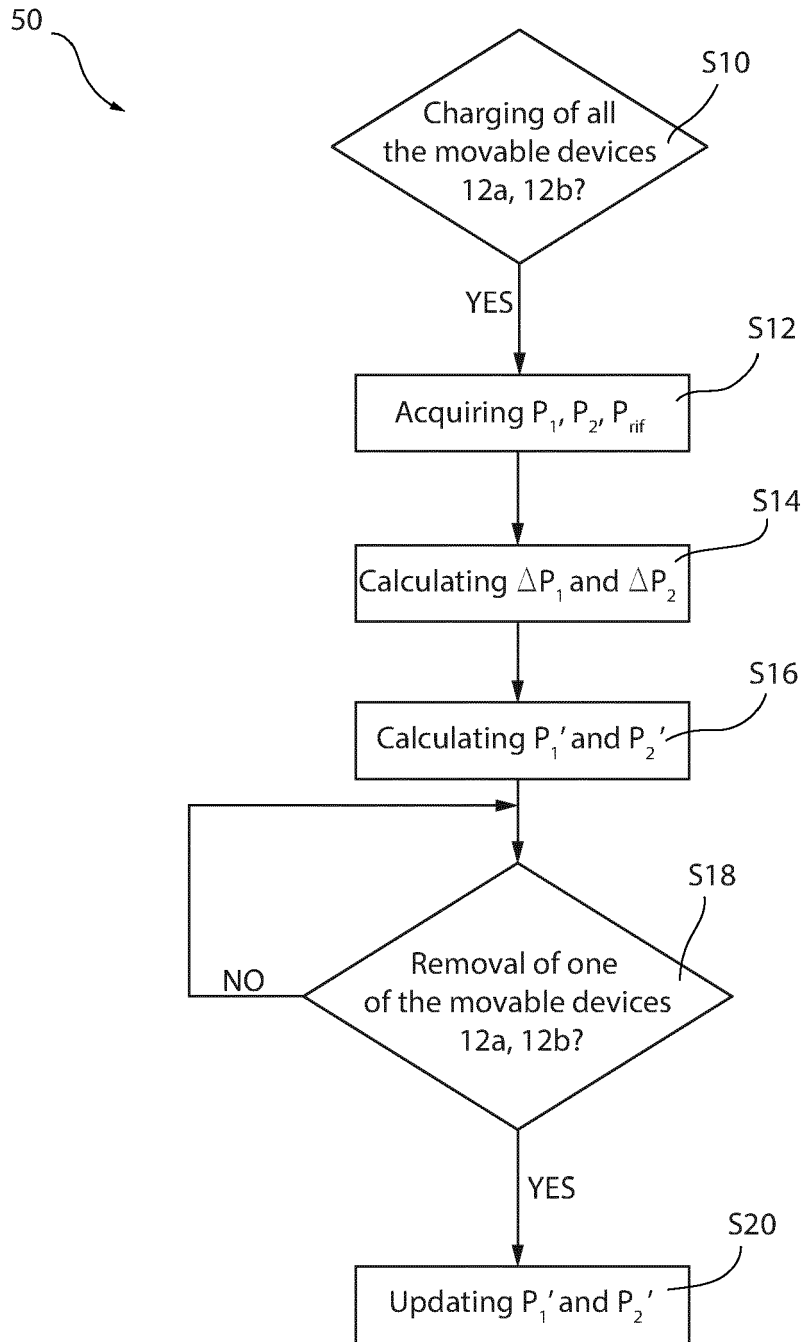 50
S10
Charging of all
the movable devices
12a, 12b?
YES
S12
Acquiring P₁, P₂, Prif
S14
Calculating △P₁ and △P₂
S16
Calculating P₁′ and P₂′
S18
NO
Removal of one
of the movable devices
12a, 12b?
YES
S20
Updating P₁′ and P₂′